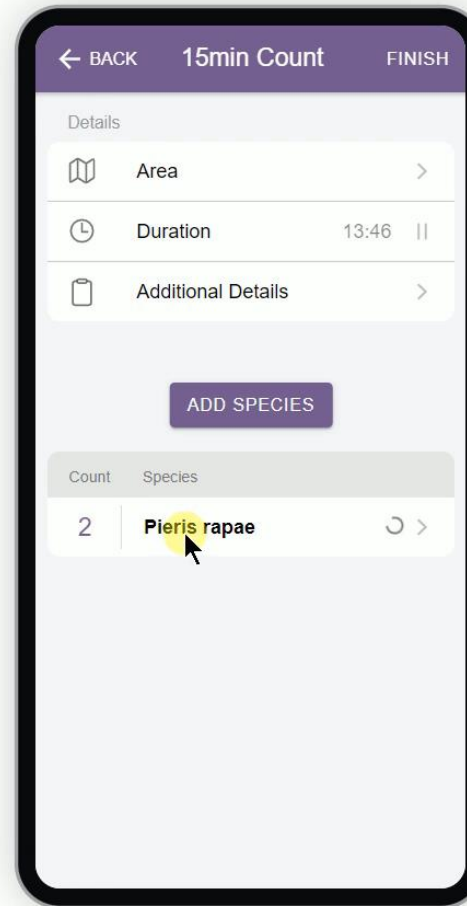 BACK 15min Count FINISH
Details
Area
Duration 13:46
Additional Details
ADD SPECIES
Count Species
2 Pieris rapae